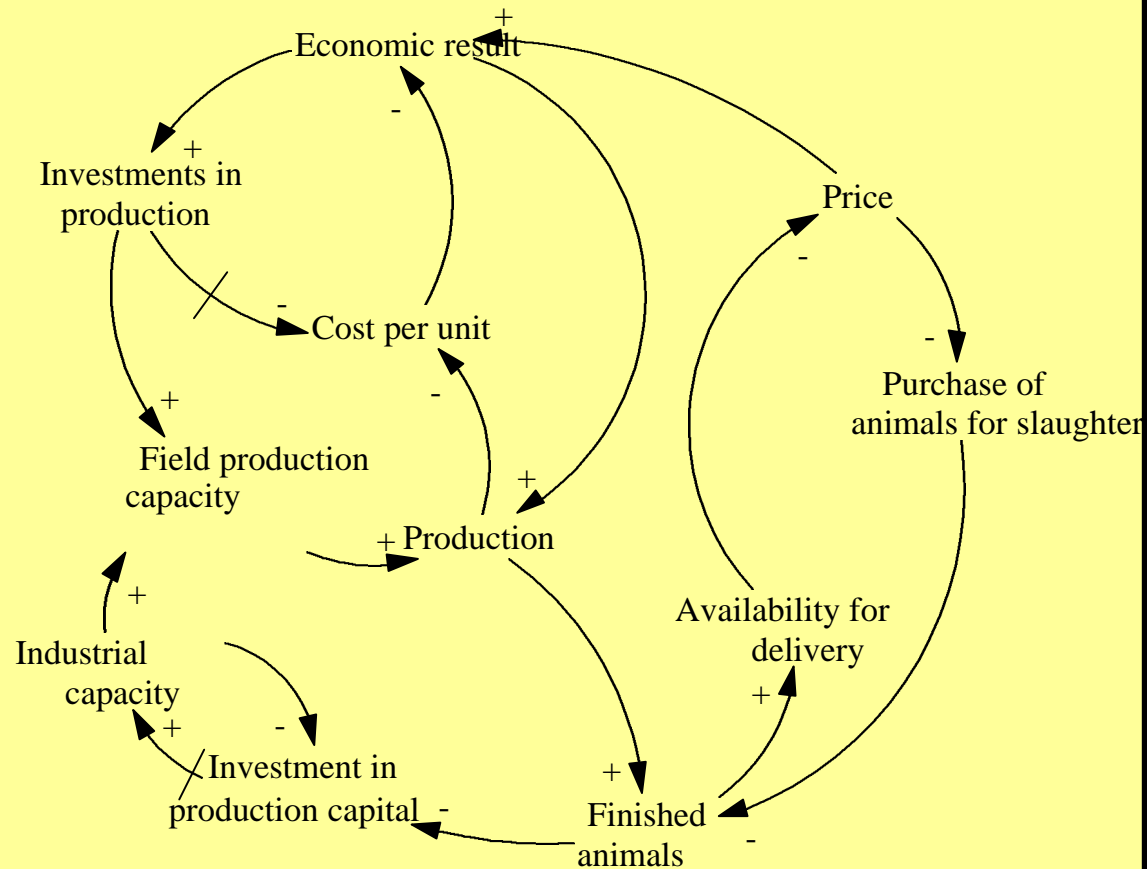 +
Economic result
-
+
Investments in
production
Price
-
-
Cost per unit
-
Purchase of
animals for slaughter
-
+
Field production
capacity
+
+ Production
+
Availability for
delivery
Industrial
capacity
+
+
-
Investment in
production capital
-
+
Finished
animals
-